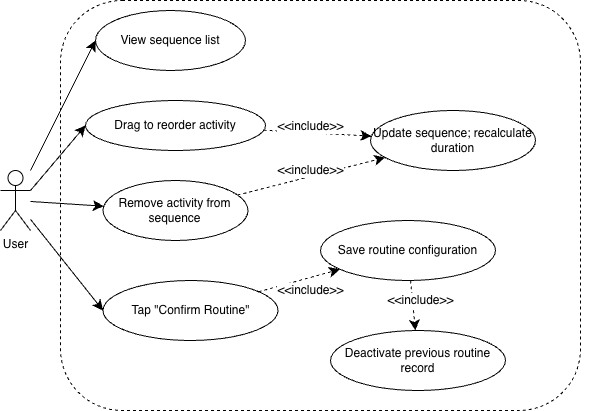 View sequence list
Drag to reorder activity
<<include>>
Update sequence; recalculate
duration
<<include>>
Remove activity from
sequence
User
Save routine configuration
<<include>>
Tap "Confirm Routine"
<<include>>
Deactivate previous routine
record